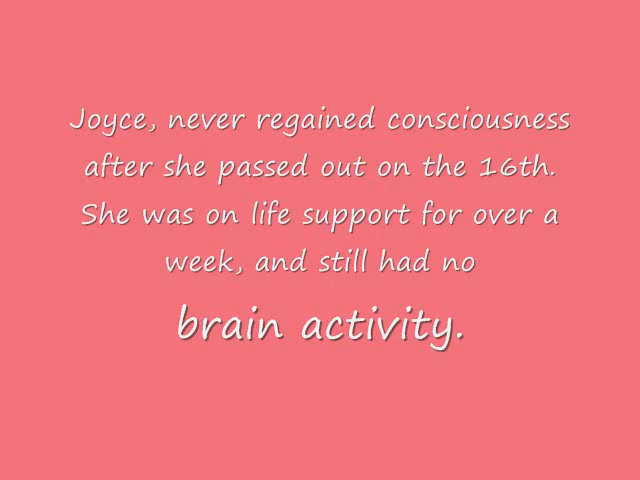 Joyce, never regained consciousness
after she passed out on the 16th.
She was on life support for over a
week, and still had no
brain activity.